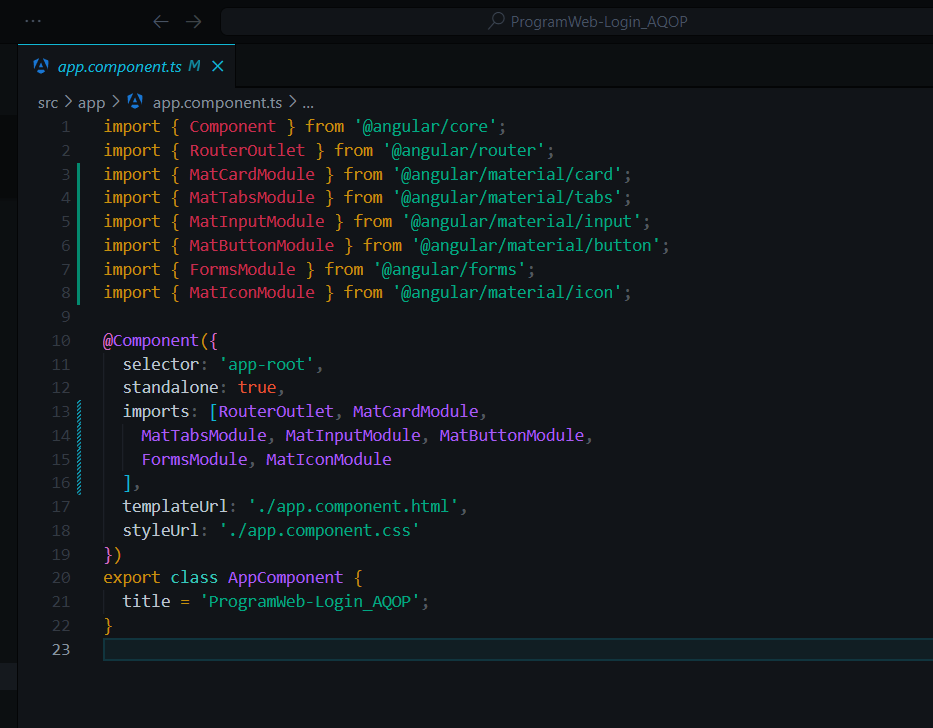 ProgramWeb-Login_AQOP
app.component.ts M
src > app > app.component.ts > ...
1 import { Component } from '@angular/core';
2 import { RouterOutlet } from '@angular/router';
3 import { MatCardModule } from '@angular/material/card';
4 import { MatTabsModule } from '@angular/material/tabs';
5 import { MatInputModule } from '@angular/material/input';
6 import { MatButtonModule } from '@angular/material/button';
7 import { FormsModule } from '@angular/forms';
8 import { MatIconModule } from '@angular/material/icon';
9
10 @Component({
11   selector: 'app-root',
12   standalone: true,
13   imports: [RouterOutlet, MatCardModule,
14     MatTabsModule, MatInputModule, MatButtonModule,
15     FormsModule, MatIconModule
16   ],
17   templateUrl: './app.component.html',
18   styleUrl: './app.component.css'
19 })
20 export class AppComponent {
21   title = 'ProgramWeb-Login_AQOP';
22 }
23